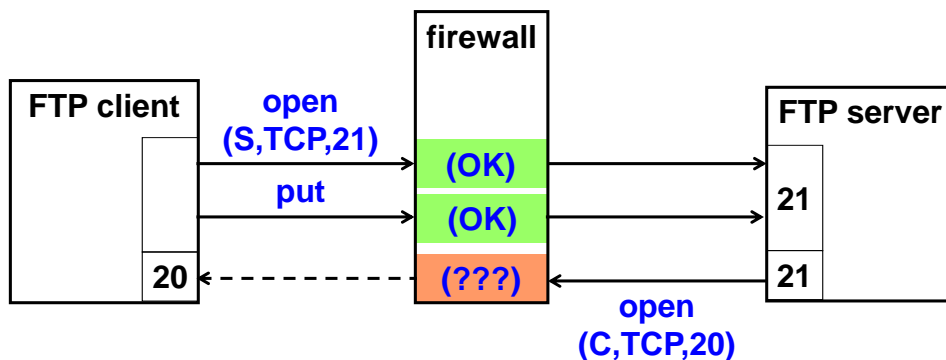 firewall
FTP client
FTP server
open
(S,TCP,21)
(OK)
put
(OK)
21
20
(???)
21
open
(C,TCP,20)